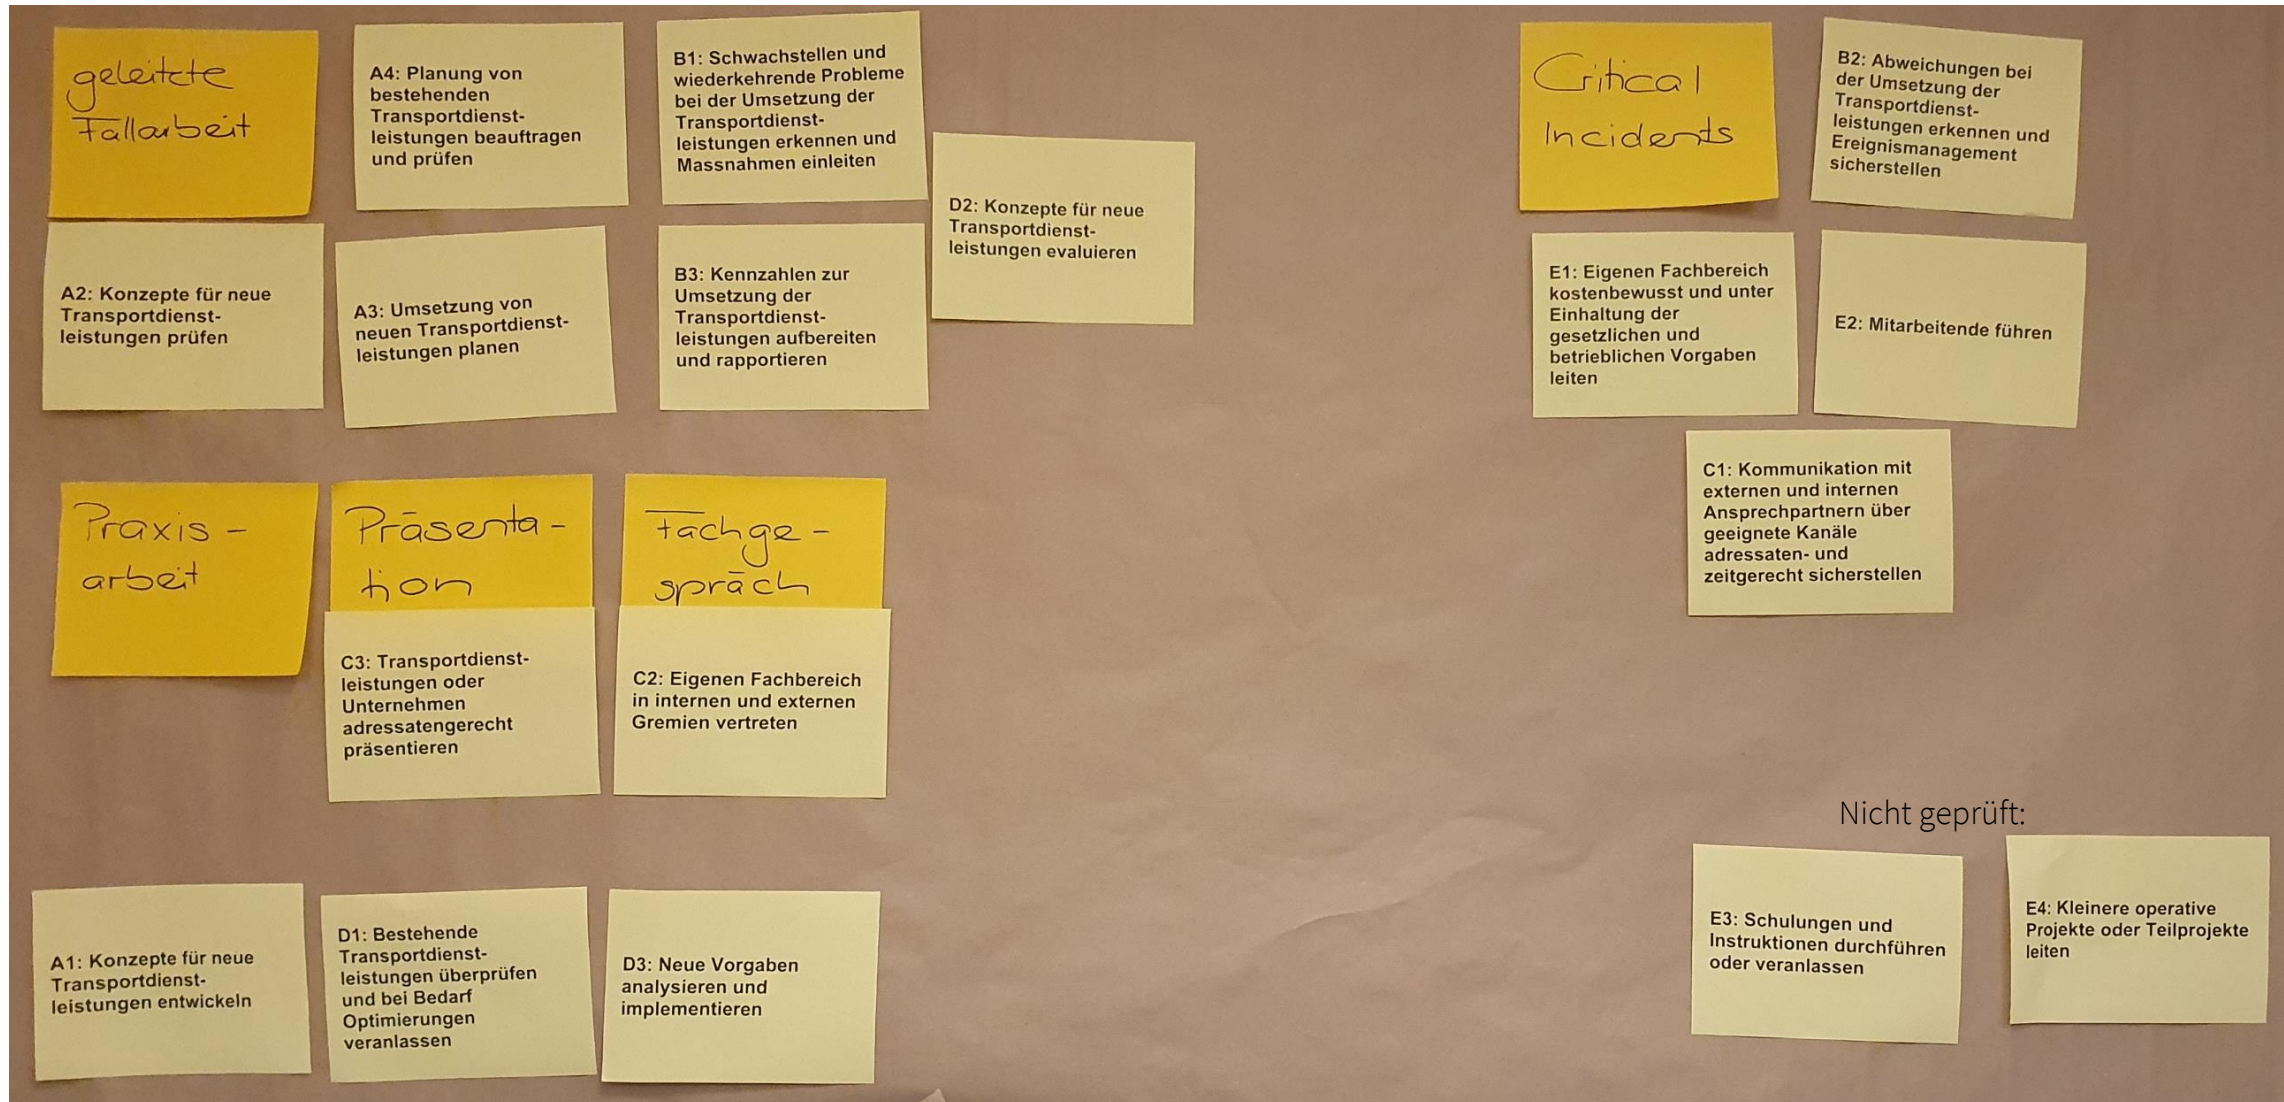 geleitete
Fallarbeit
A4: Planung von
bestehenden
Transportdienst-
leistungen beauftragen
und prüfen
B1: Schwachstellen und
wiederkehrende Probleme
bei der Umsetzung der
Transportdienst-
leistungen erkennen und
Massnahmen einleiten
D2: Konzepte für neue
Transportdienst-
leistungen evaluieren
A2: Konzepte für neue
Transportdienst-
leistungen prüfen
A3: Umsetzung von
neuen Transportdienst-
leistungen planen
B3: Kennzahlen zur
Umsetzung der
Transportdienst-
leistungen aufbereiten
und rapportieren
Critical
Incidents
B2: Abweichungen bei
der Umsetzung der
Transportdienst-
leistungen erkennen und
Ereignismanagement
sicherstellen
E1: Eigenen Fachbereich
kostenbewusst und unter
Einhaltung der
gesetzlichen und
betrieblichen Vorgaben
leiten
E2: Mitarbeitende führen
C1: Kommunikation mit
externen und internen
Ansprechpartnern über
geeignete Kanäle
adressaten- und
zeitgerecht sicherstellen
Praxis-
arbeit
Präsenta-
tion
Fachge-
spräch
C3: Transportdienst-
leistungen oder
Unternehmen
adressatengerecht
präsentieren
C2: Eigenen Fachbereich
in internen und externen
Gremien vertreten
A1: Konzepte für neue
Transportdienst-
leistungen entwickeln
D1: Bestehende
Transportdienst-
leistungen überprüfen
und bei Bedarf
Optimierungen
veranlassen
D3: Neue Vorgaben
analysieren und
implementieren
Nicht geprüft:
E3: Schulungen und
Instruktionen durchführen
oder veranlassen
E4: Kleinere operative
Projekte oder Teilprojekte
leiten